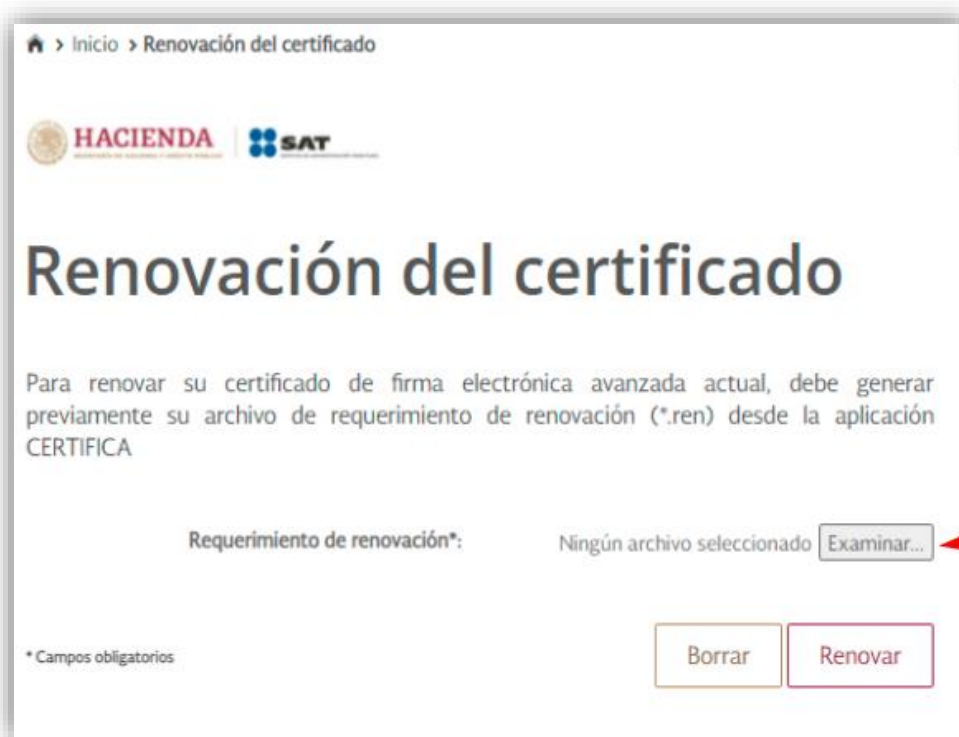 > Inicio > Renovación del certificado
HACIENDA SAT
Renovación del certificado
Para renovar su certificado de firma electrónica avanzada actual, debe generar
previamente su archivo de requerimiento de renovación (*.ren) desde la aplicación
CERTIFICA
Requerimiento de renovación*: Ningún archivo seleccionado Examinar...
* Campos obligatorios Borrar Renovar